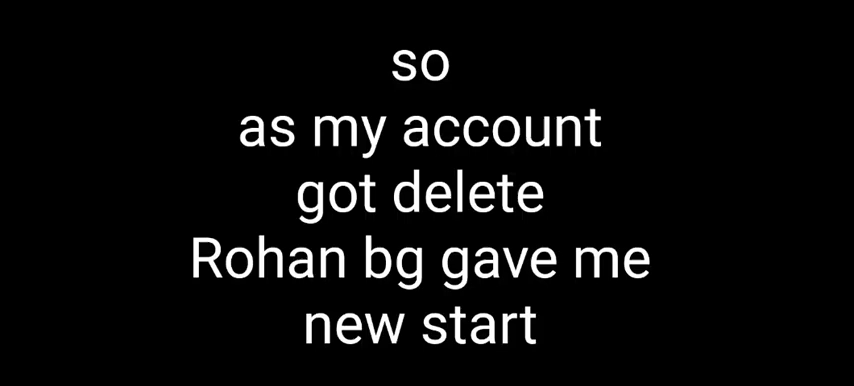 so
as my account
got delete
Rohan bg gave me
new start